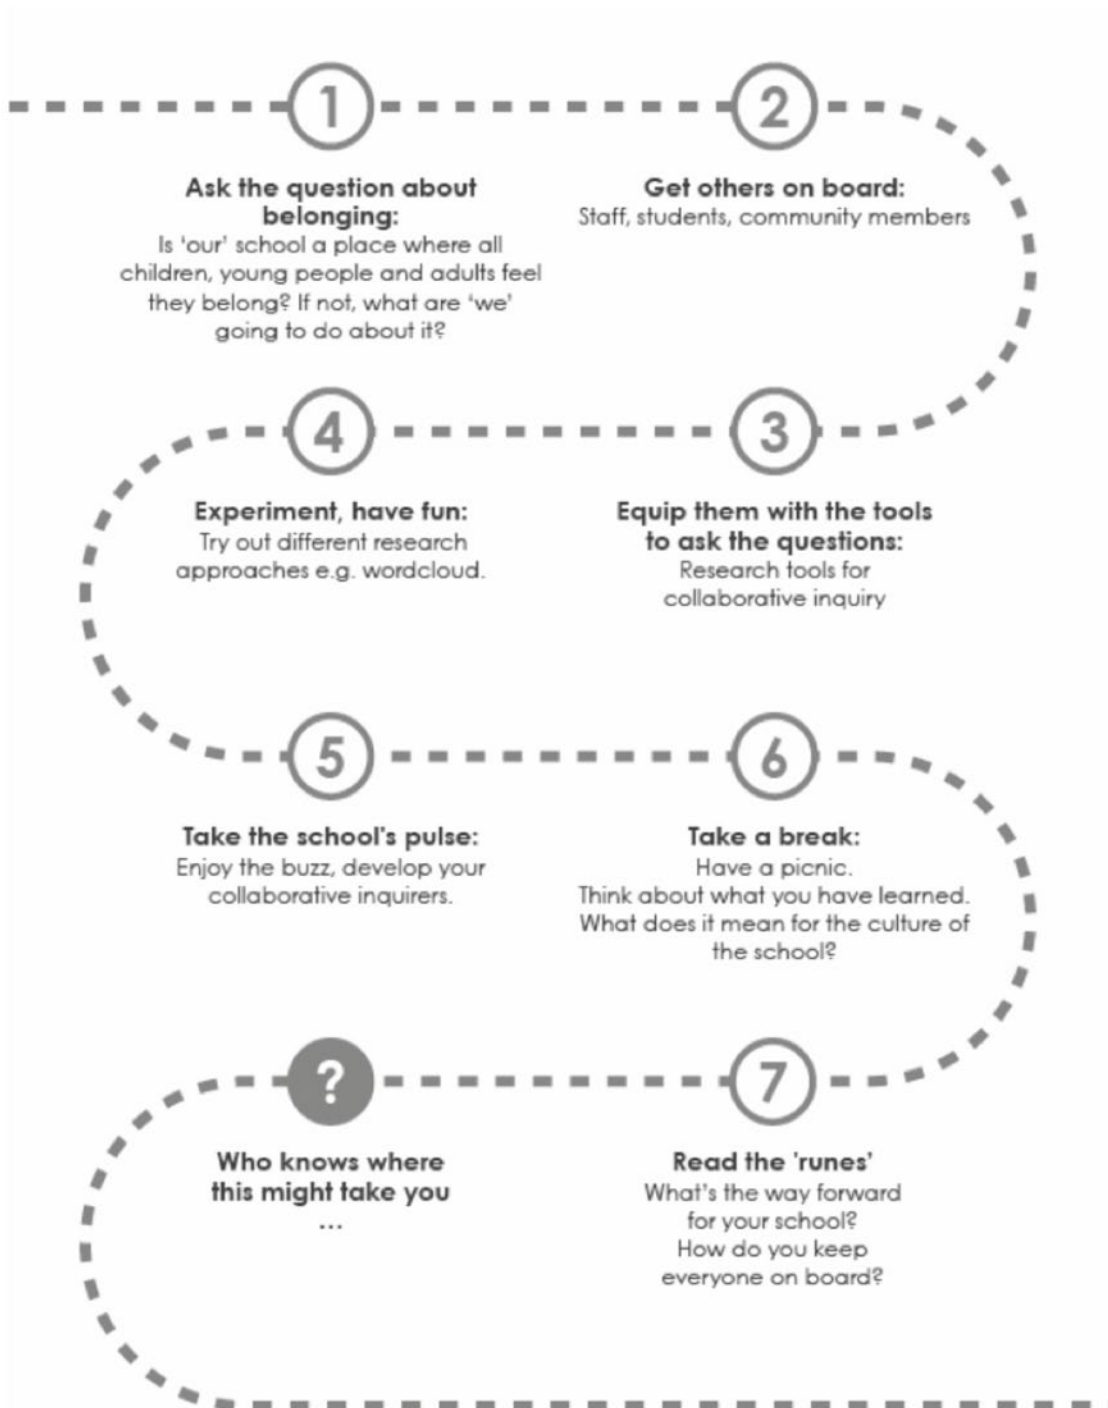 1
Ask the question about
belonging:
Is 'our' school a place where all
children, young people and adults feel
they belong? If not, what are 'we'
going to do about it?
2
Get others on board:
Staff, students, community members
3
Equip them with the tools
to ask the questions:
Research tools for
collaborative inquiry
4
Experiment, have fun:
Try out different research
approaches e.g. wordcloud.
5
Take the school's pulse:
Enjoy the buzz, develop your
collaborative inquirers.
6
Take a break:
Have a picnic.
Think about what you have learned.
What does it mean for the culture of
the school?
7
Read the 'runes'
What's the way forward
for your school?
How do you keep
everyone on board?
?
Who knows where
this might take you
...